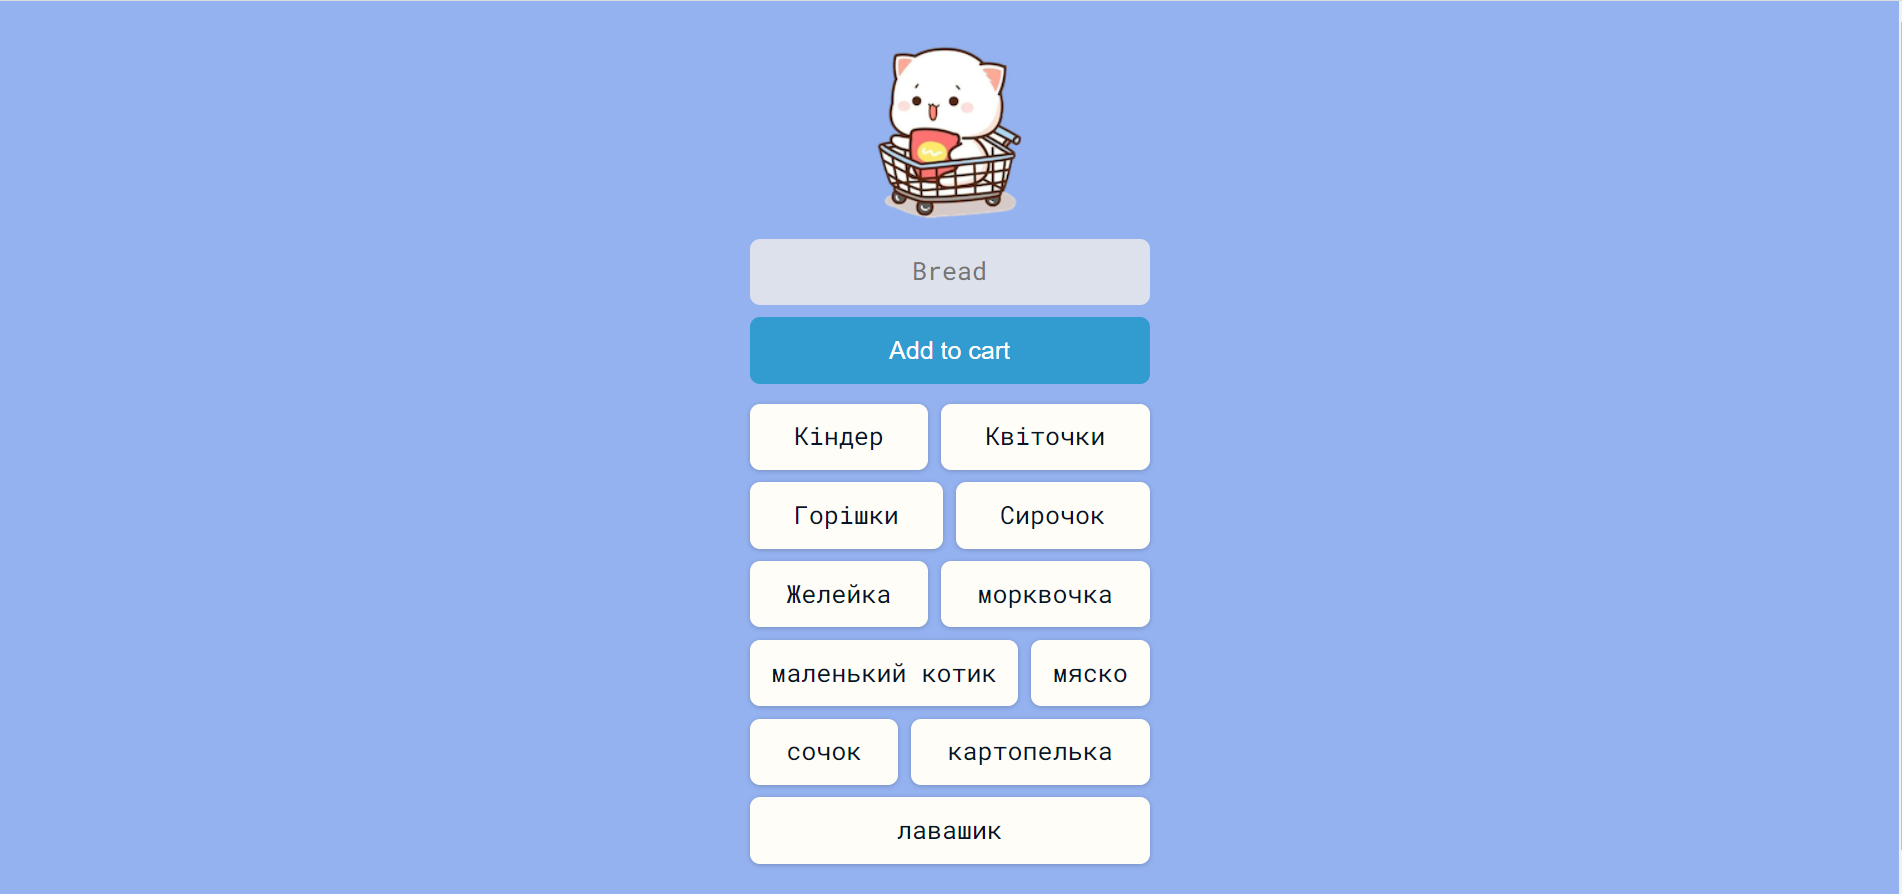 Bread
Add to cart
Кіндер
Квіточки
Горішки
Сирочок
Желейка
морквочка
маленький котик
мяско
сочок
картопелька
лавашик